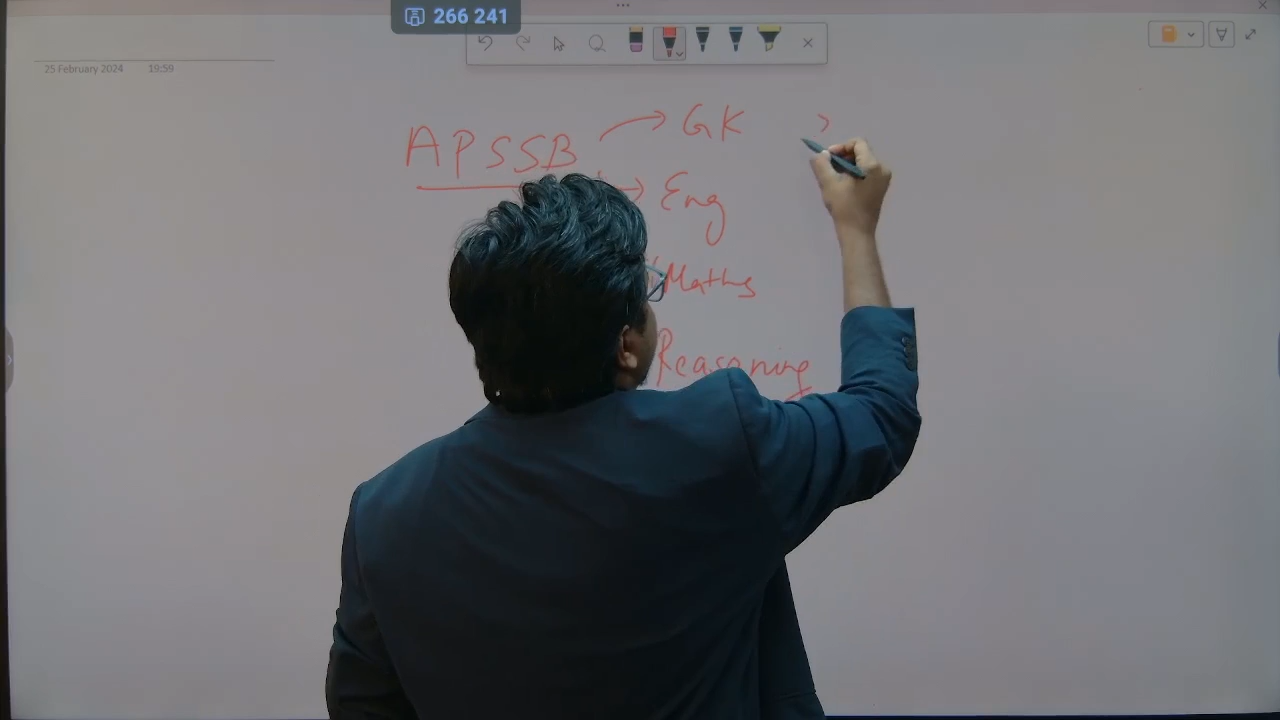 266 241
25 February 2024 19:59
APSSB → GK
→ Eng
Maths
Reasoning